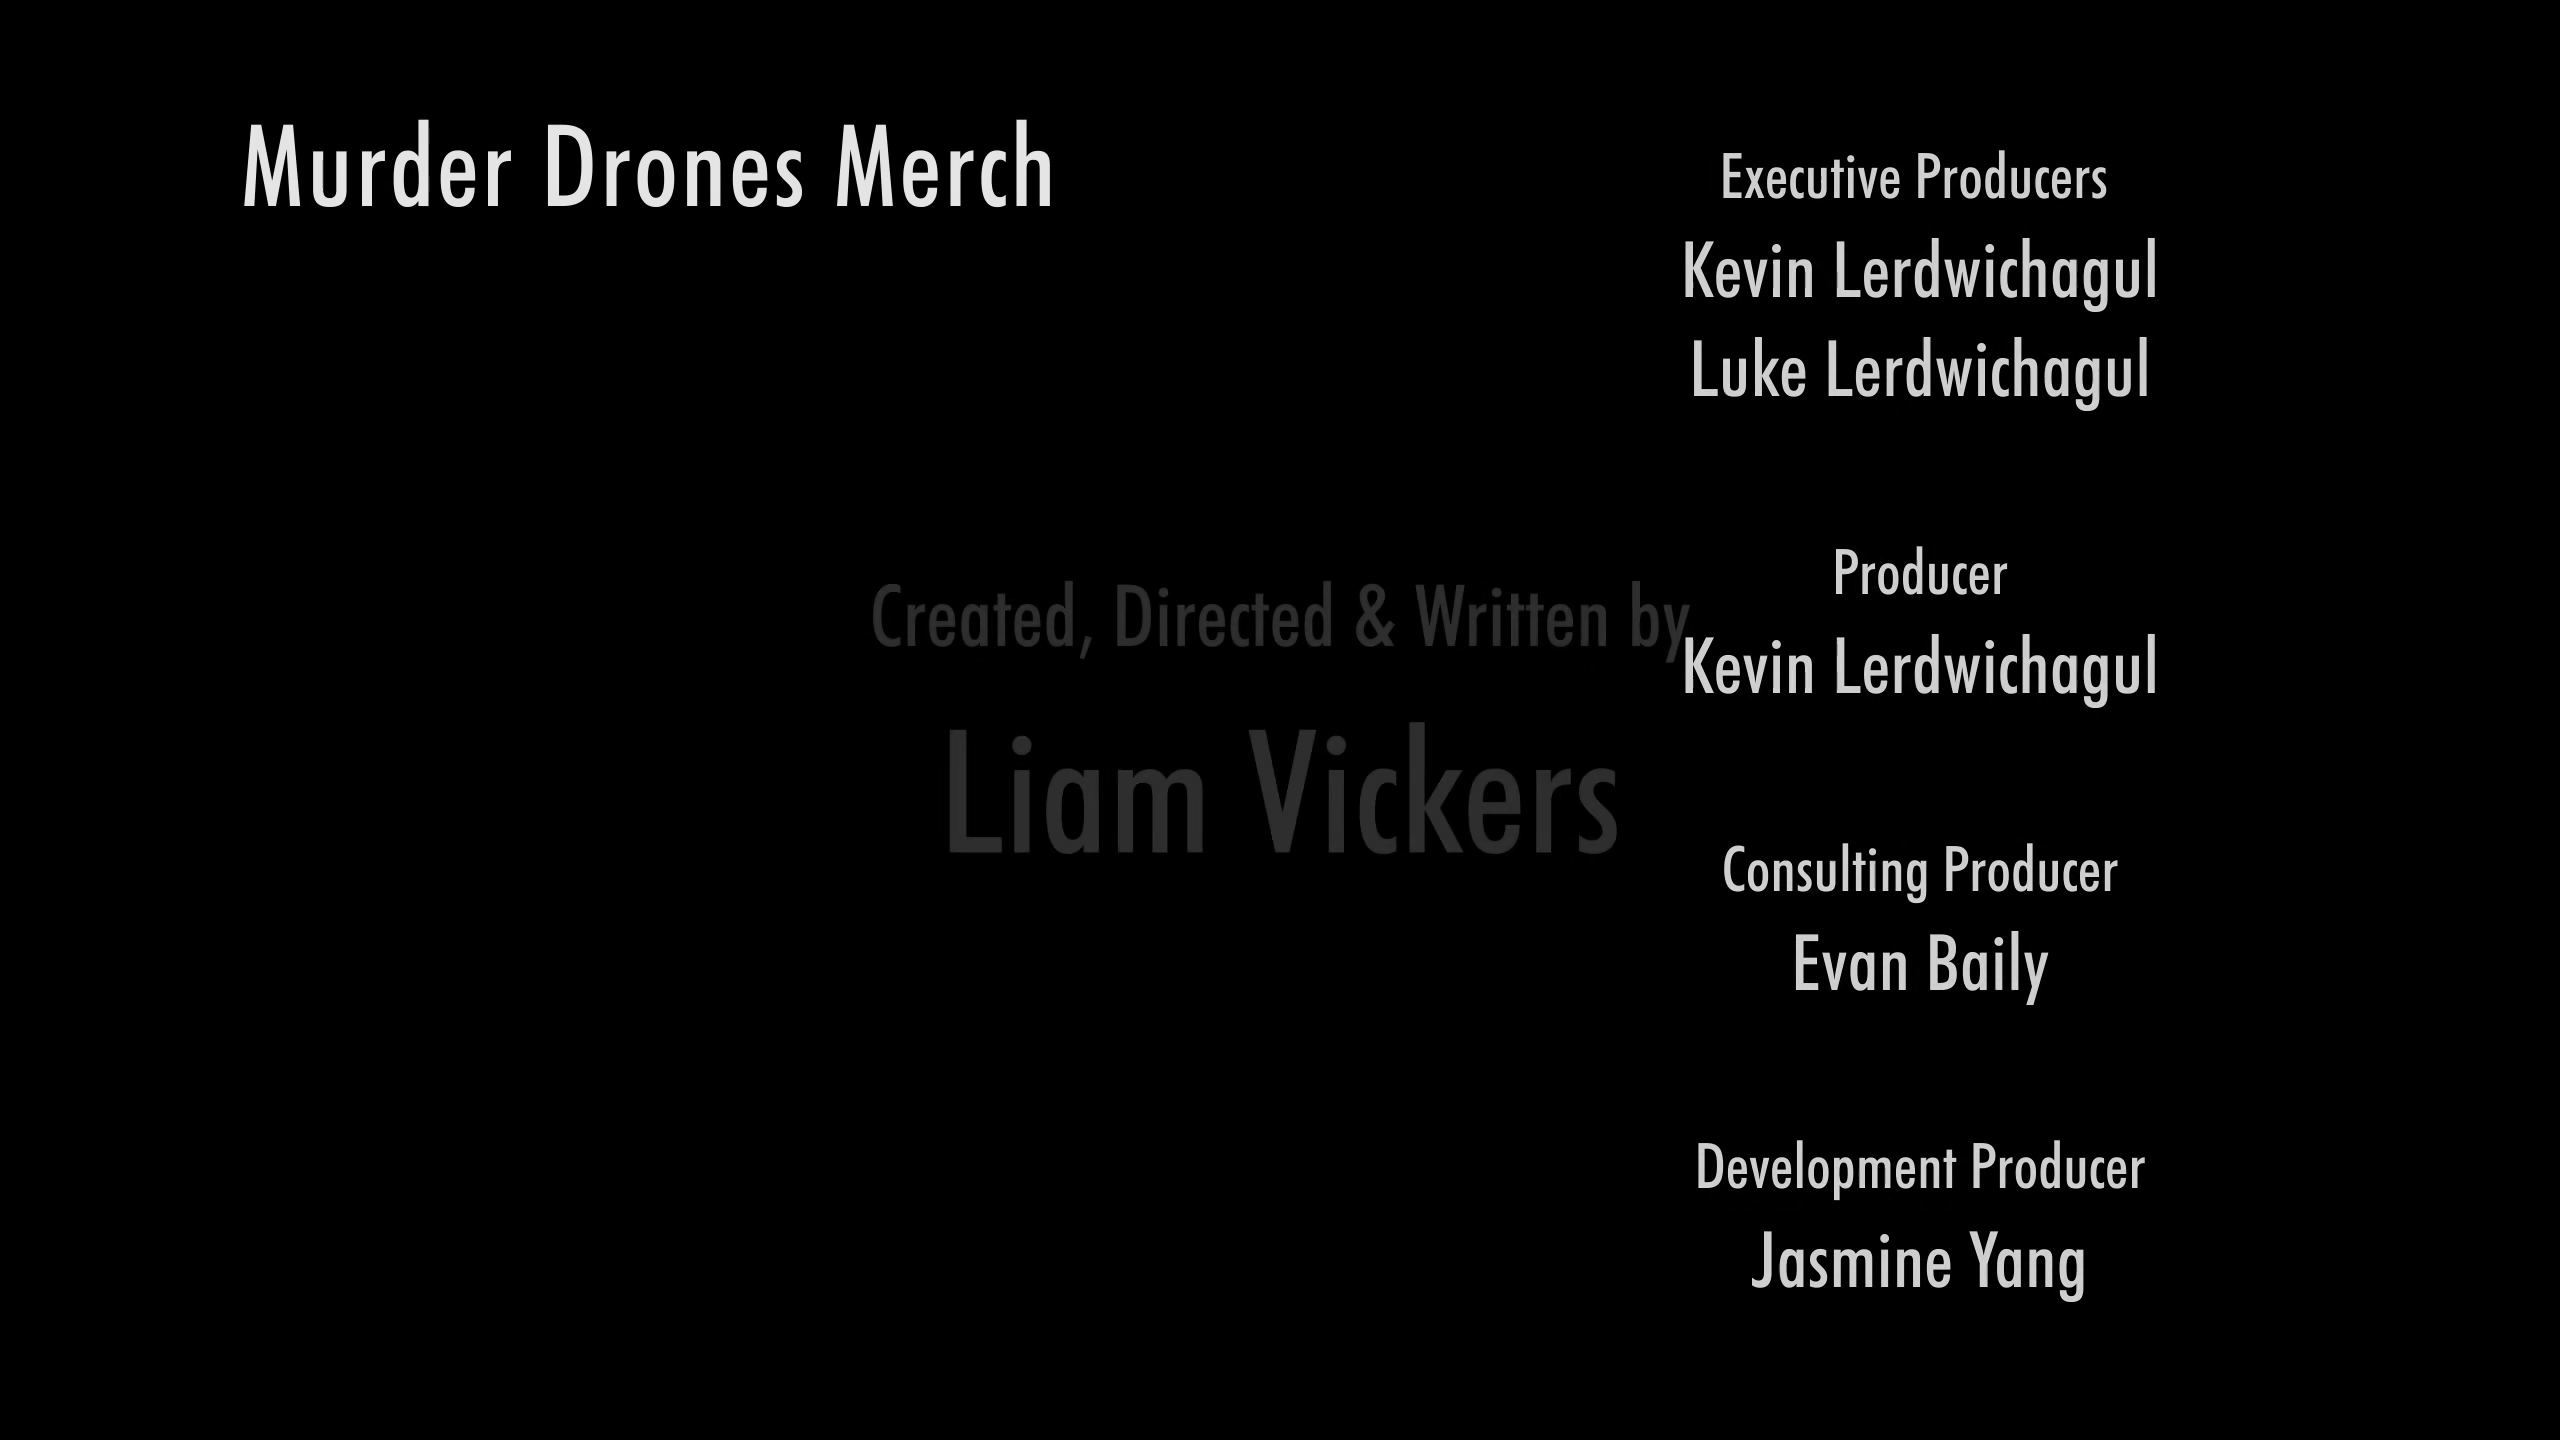 Murder Drones Merch
Created, Directed & Written by
Liam Vickers
Executive Producers
Kevin Lerdwichagul
Luke Lerdwichagul
Producer
Kevin Lerdwichagul
Consulting Producer
Evan Baily
Development Producer
Jasmine Yang